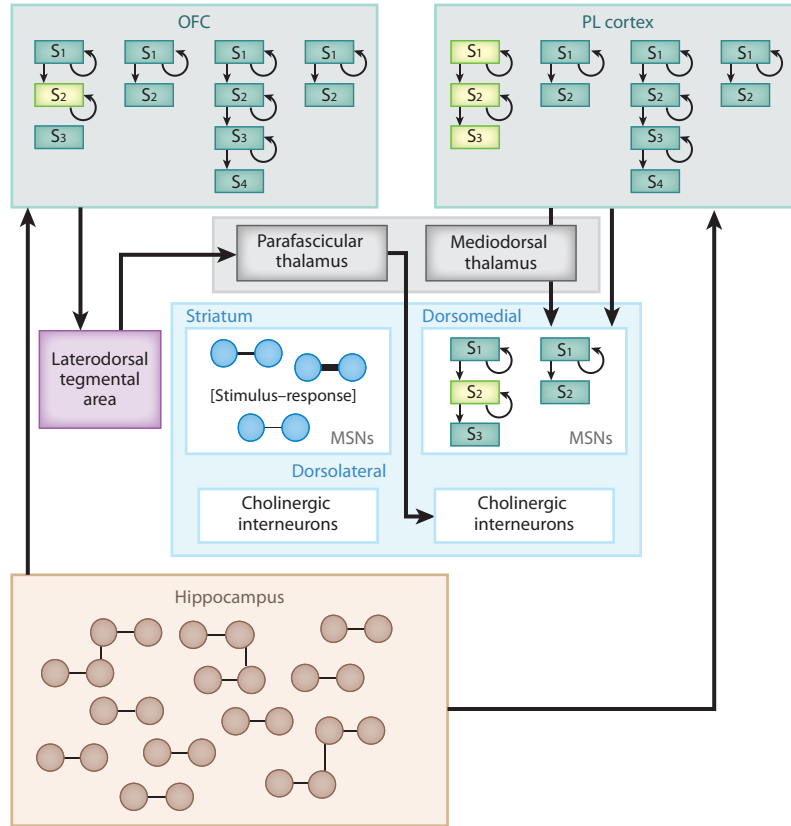 OFC
S1 S1 S1 S1
S2 S2 S2 S2
S3 S3
S4
PL cortex
S1 S1 S1 S1
S2 S2 S2 S2
S3 S3
S4
Parafascicular
thalamus
Mediodorsal
thalamus
Laterodorsal
tegmental
area
Striatum
[Stimulus–response]
MSNs
Dorsomedial
S1 S1
S2 S2
S3
MSNs
Dorsolateral
Cholinergic
interneurons
Cholinergic
interneurons
Hippocampus